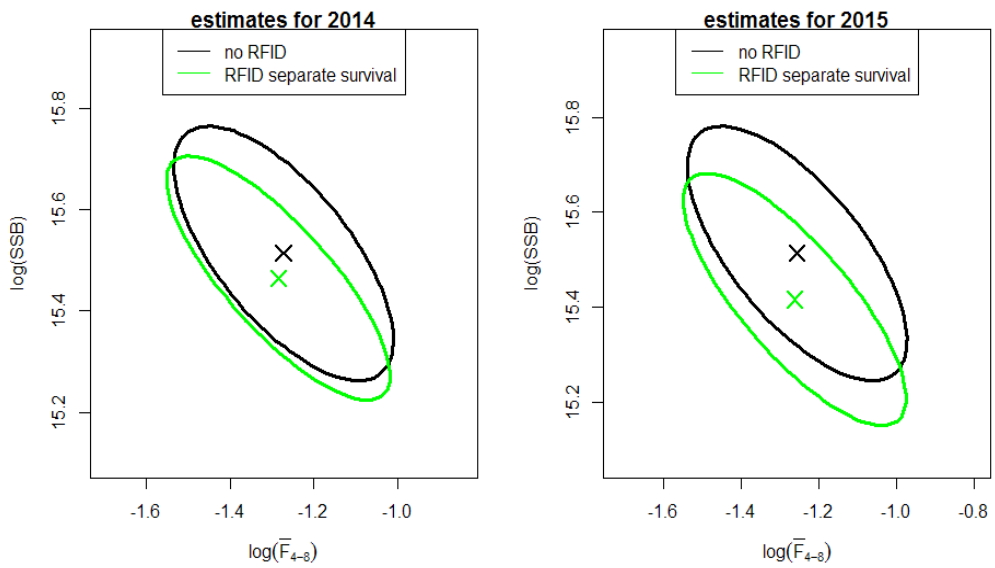 estimates for 2014
no RFID
RFID separate survival
log(SSB)
15.8
15.6
15.4
15.2
-1.6
-1.4
-1.2
-1.0
log(F̅₄₋₈)
estimates for 2015
no RFID
RFID separate survival
log(SSB)
15.8
15.6
15.4
15.2
-1.6
-1.4
-1.2
-1.0
-0.8
log(F̅₄₋₈)